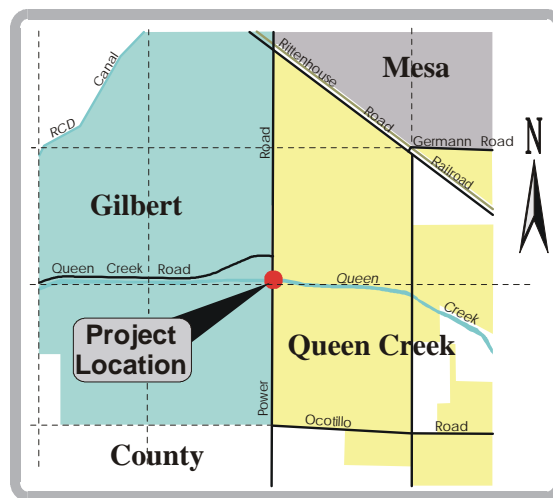 Canal
RCD
Rittenhouse
Road
Railroad
Mesa
N
Germann Road
Road
Gilbert
Queen Creek Road
Queen
Creek
Project
Location
Queen Creek
Power
Ocotillo Road
County